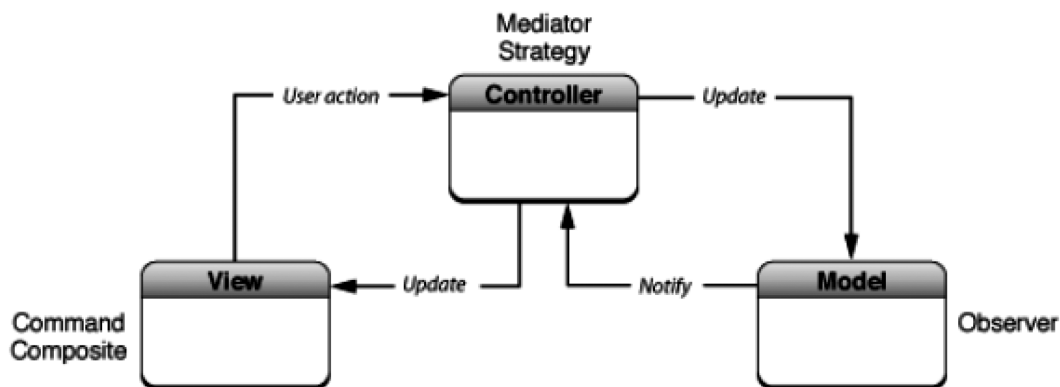 Mediator
Strategy
User action
Controller
Update
View
Update
Notify
Model
Command
Composite
Observer